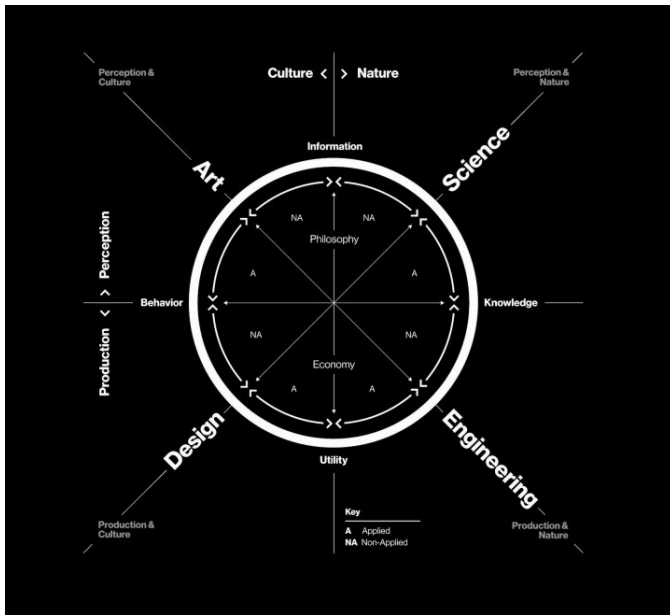 Perception &
Culture
Culture < > Nature
Perception &
Nature
Information
Art
Science
NA
NA
Philosophy
Production < > Perception
A
A
Behavior
Knowledge
NA
NA
Economy
A
A
Design
Engineering
Utility
Key
A Applied
NA Non-Applied
Production &
Culture
Production &
Nature